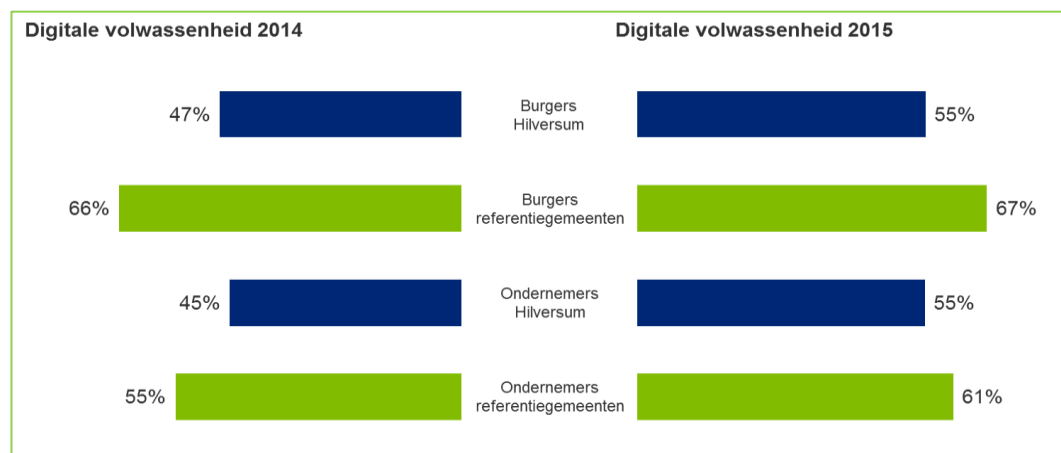 Digitale volwassenheid 2014
Digitale volwassenheid 2015
47%
Burgers
Hilversum
55%
66%
Burgers
referentiegemeenten
67%
45%
Ondernemers
Hilversum
55%
55%
Ondernemers
referentiegemeenten
61%